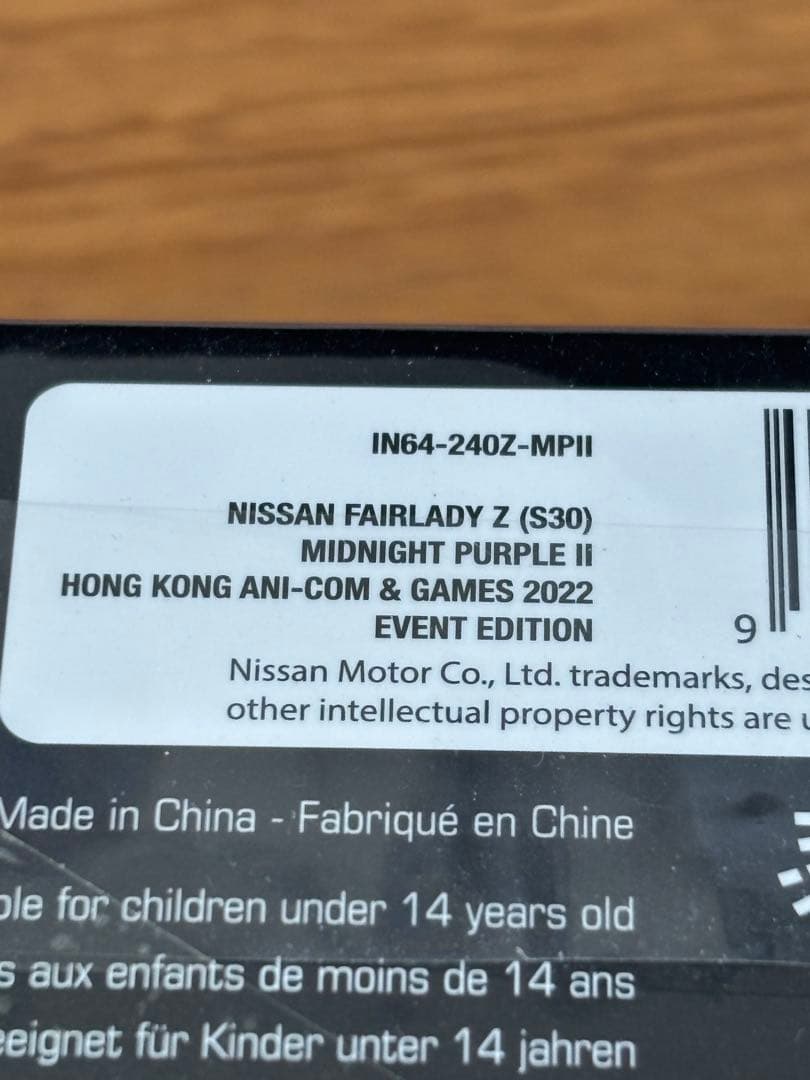 IN64-240Z-MPII
NISSAN FAIRLADY Z (S30)
MIDNIGHT PURPLE II
HONG KONG ANI-COM & GAMES 2022
EVENT EDITION
9
Nissan Motor Co., Ltd. trademarks,
other intellectual property rights are
Made in China - Fabriqué en Chine
for children under 14 years old
aux enfants de moins de 14 ans
für Kinder unter 14 jahren